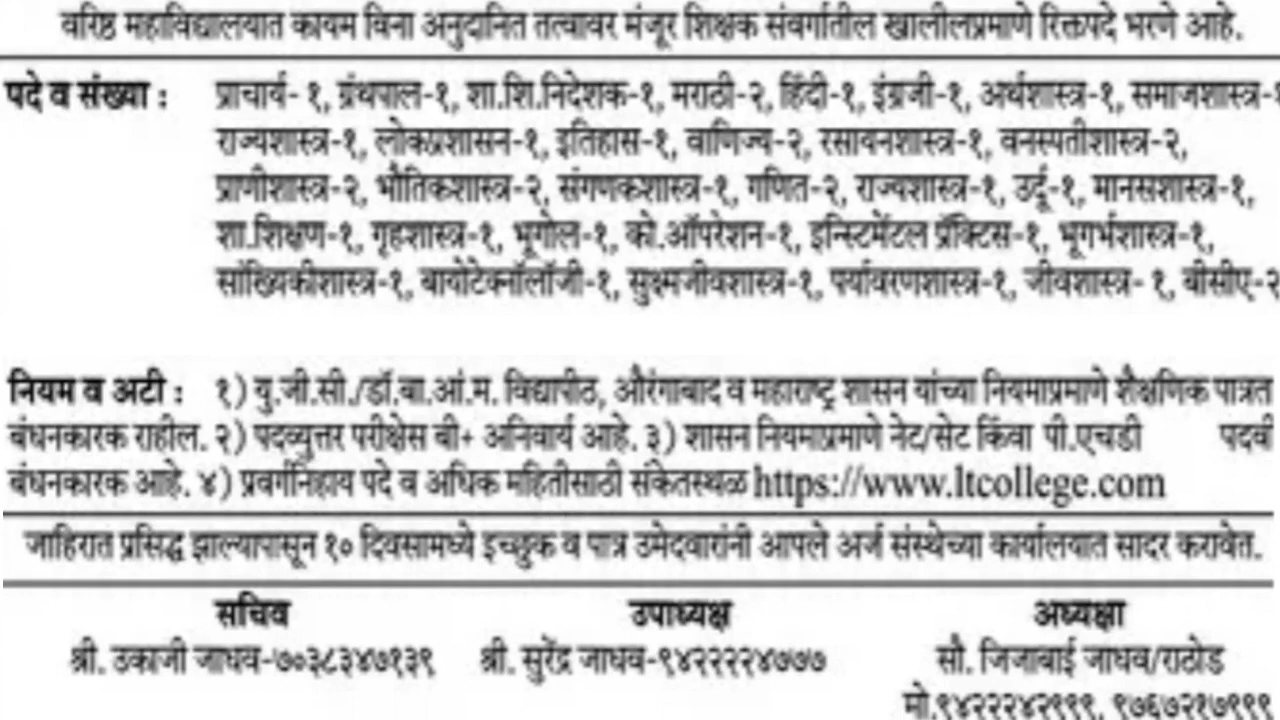 वरिष्ठ महाविद्यालयात कायम विना अनुदानित तत्वावर मंजूर शिक्षक संवर्गातील खालीलप्रमाणे रिक्तपदे भरणे आहे.
पदे व संख्या : प्राचार्य- १, ग्रंथपाल-१, शा.शि.निदेशक-१, मराठी-२, हिंदी-१, इंग्रजी-१, अर्थशास्त्र-१, समाजशास्त्र-१
राज्यशास्त्र-१, लोकप्रशासन-१, इतिहास-१, वाणिज्य-२, रसायनशास्त्र-१, वनस्पतीशास्त्र-२,
प्राणीशास्त्र-२, भौतिकशास्त्र-२, संगणकशास्त्र-१, गणित-२, राज्यशास्त्र-१, उर्दू-१, मानसशास्त्र-१,
शा.शिक्षण-१, गृहशास्त्र-१, भूगोल-१, को.ऑपरेशन-१, इन्स्टिमेंटल प्रॅक्टिस-१, भूगर्भशास्त्र-१,
सांख्यिकीशास्त्र-१, बायोटेक्नॉलॉजी-१, सुक्ष्मजीवशास्त्र-१, पर्यावरणशास्त्र-१, जीवशास्त्र- १, बीसीए-२
नियम व अटी : १) यु.जी.सी./डॉ.बा.आं.म. विद्यापीठ, औरंगाबाद व महाराष्ट्र शासन यांच्या नियमाप्रमाणे शैक्षणिक पात्रत
बंधनकारक राहील. २) पदव्युत्तर परीक्षेस बी+ अनिवार्य आहे. ३) शासन नियमाप्रमाणे नेट/सेट किंवा पी.एचडी पदवी
बंधनकारक आहे. ४) प्रवर्गनिहाय पदे व अधिक महितीसाठी संकेतस्थळ https://www.ltcollege.com
जाहिरात प्रसिद्ध झाल्यापासून १० दिवसामध्ये इच्छुक व पात्र उमेदवारांनी आपले अर्ज संस्थेच्या कार्यालयात सादर करावेत.
सचिव उपाध्यक्ष अध्यक्षा
श्री. उकाजी जाधव-७०३८३४७१३९ श्री. सुरेंद्र जाधव-९४२२२२४७७७ सौ. जिजाबाई जाधव/राठोड
मो.९४२२२४२९९९, ९७६७२१७९९९